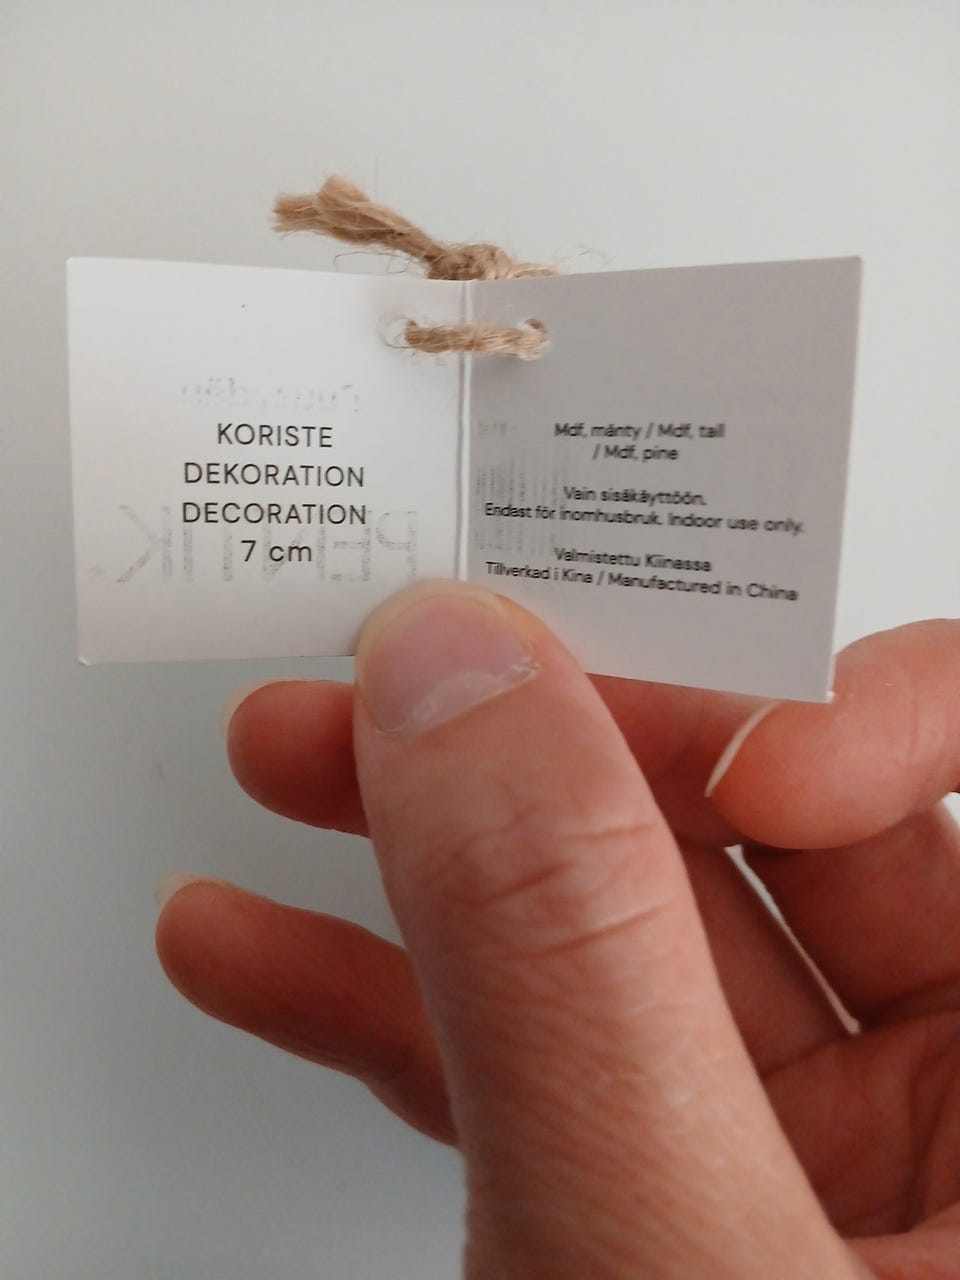 KORISTE
DEKORATION
DECORATION
7 cm
Mdf, mänty / Mdf, tall
/ Mdf, pine
Vain sisäkäyttöön.
Endast för inomhusbruk. Indoor use only.
Valmistettu Kiinassa
Tillverkad i Kina / Manufactured in China
PENTIK